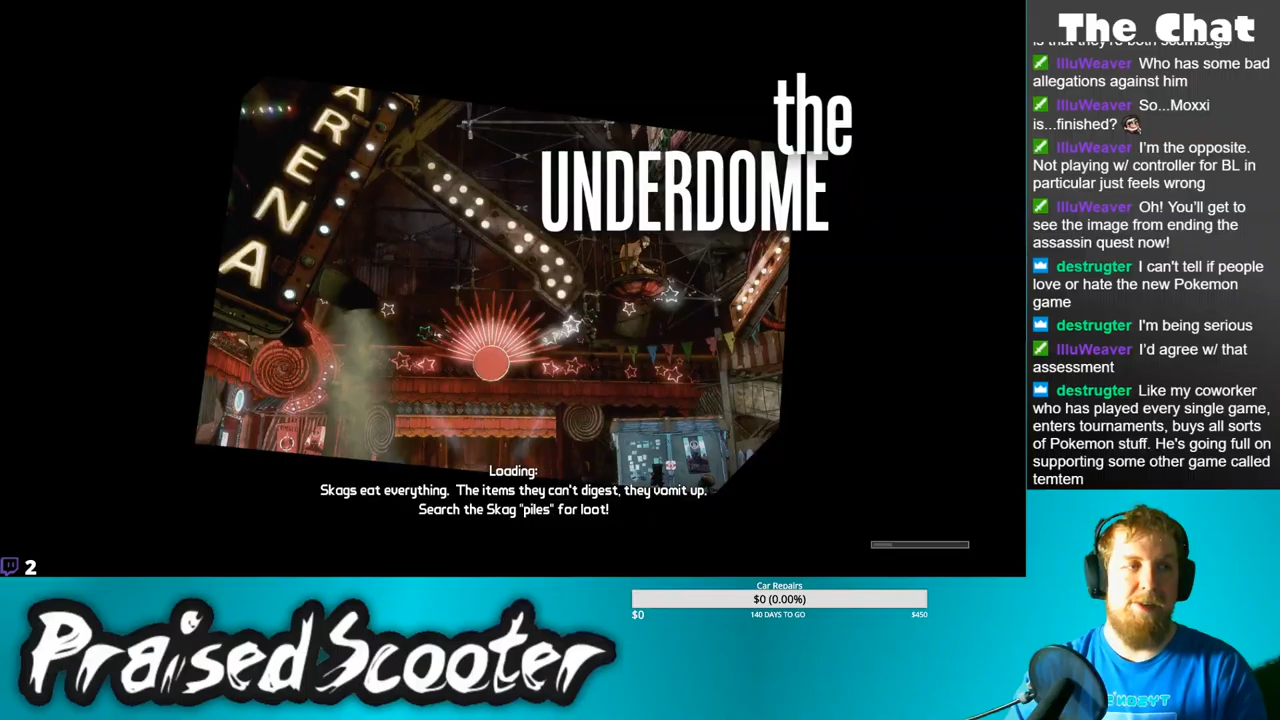 the
UNDERDOME
ARENA
Loading:
Skags eat everything. The items they can't digest, they vomit up.
Search the Skag "piles" for loot!
2
PraisedScooter
Car Repairs
$0 (0.00%)
$0
140 DAYS TO GO
$450
The Chat
is that they're both scumbags
IlluWeaver Who has some bad
allegations against him
IlluWeaver So...Moxxi
is...finished?
IlluWeaver I'm the opposite.
Not playing w/ controller for BL in
particular just feels wrong
IlluWeaver Oh! You'll get to
see the image from ending the
assassin quest now!
destrugter I can't tell if people
love or hate the new Pokemon
game
destrugter I'm being serious
IlluWeaver I'd agree w/ that
assessment
destrugter Like my coworker
who has played every single game,
enters tournaments, buys all sorts
of Pokemon stuff. He's going full on
supporting some other game called
temtem